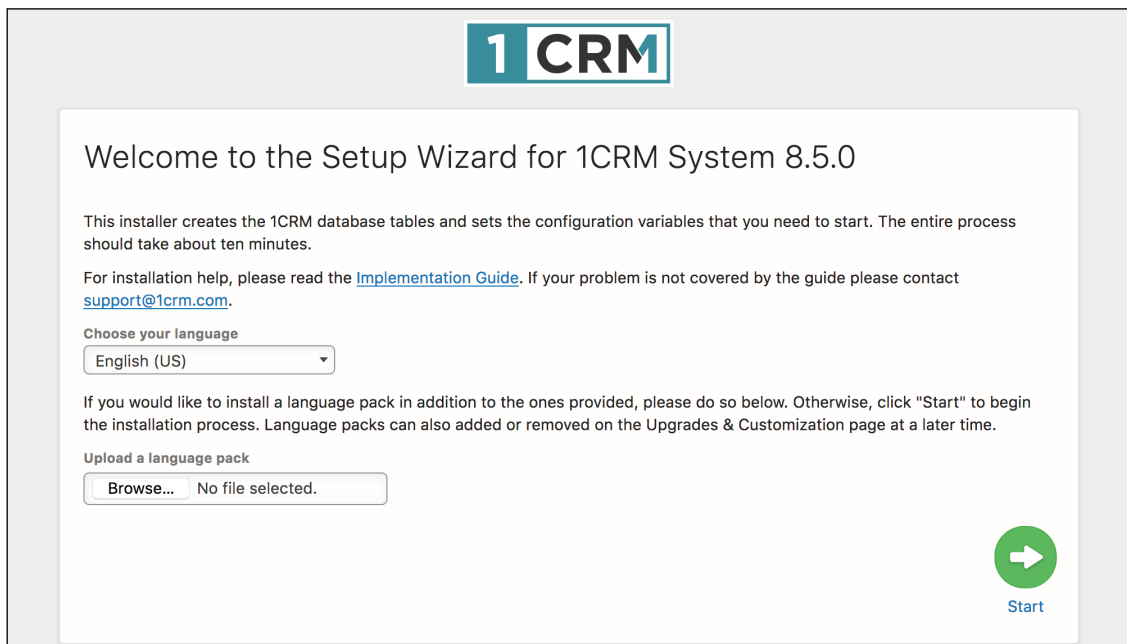 1 CRM
Welcome to the Setup Wizard for 1CRM System 8.5.0
This installer creates the 1CRM database tables and sets the configuration variables that you need to start. The entire process
should take about ten minutes.
For installation help, please read the Implementation Guide. If your problem is not covered by the guide please contact
support@1crm.com.
Choose your language
English (US)
If you would like to install a language pack in addition to the ones provided, please do so below. Otherwise, click "Start" to begin
the installation process. Language packs can also added or removed on the Upgrades & Customization page at a later time.
Upload a language pack
Browse... No file selected.
Start